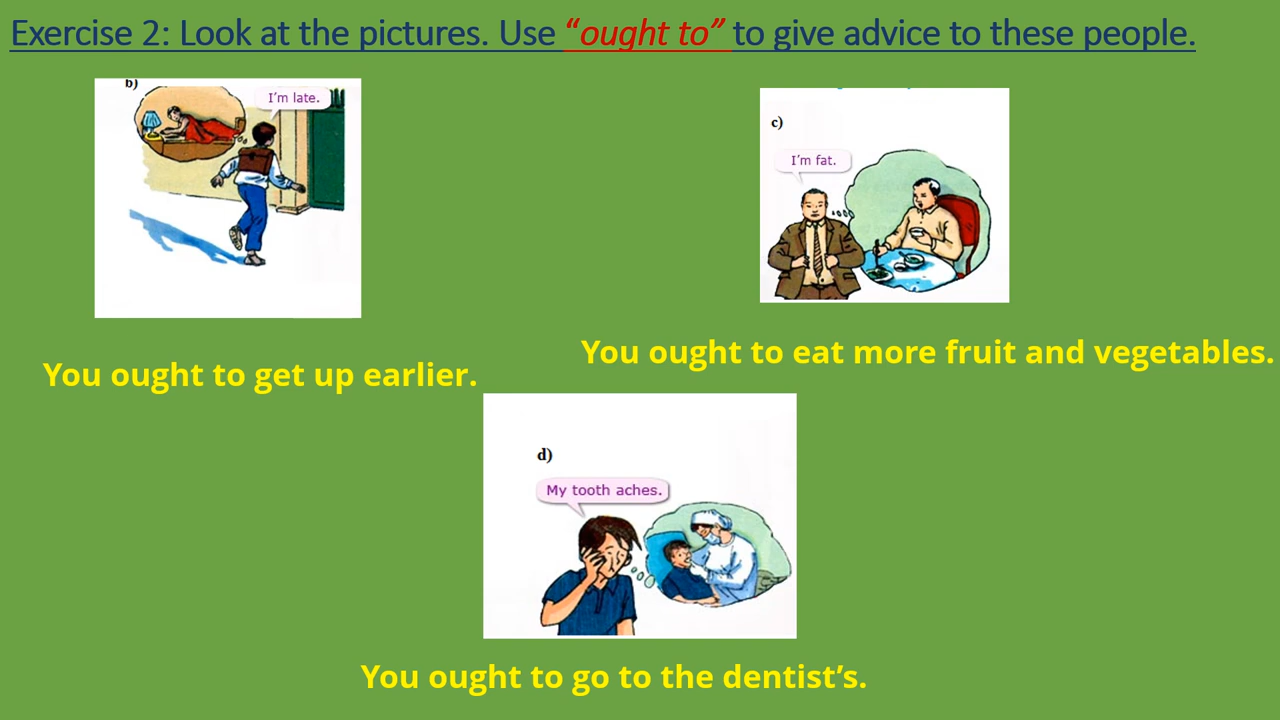 Exercise 2: Look at the pictures. Use “ought to” to give advice to these people.
b)
I'm late.
c)
I'm fat.
You ought to get up earlier.
You ought to eat more fruit and vegetables.
d)
My tooth aches.
You ought to go to the dentist’s.